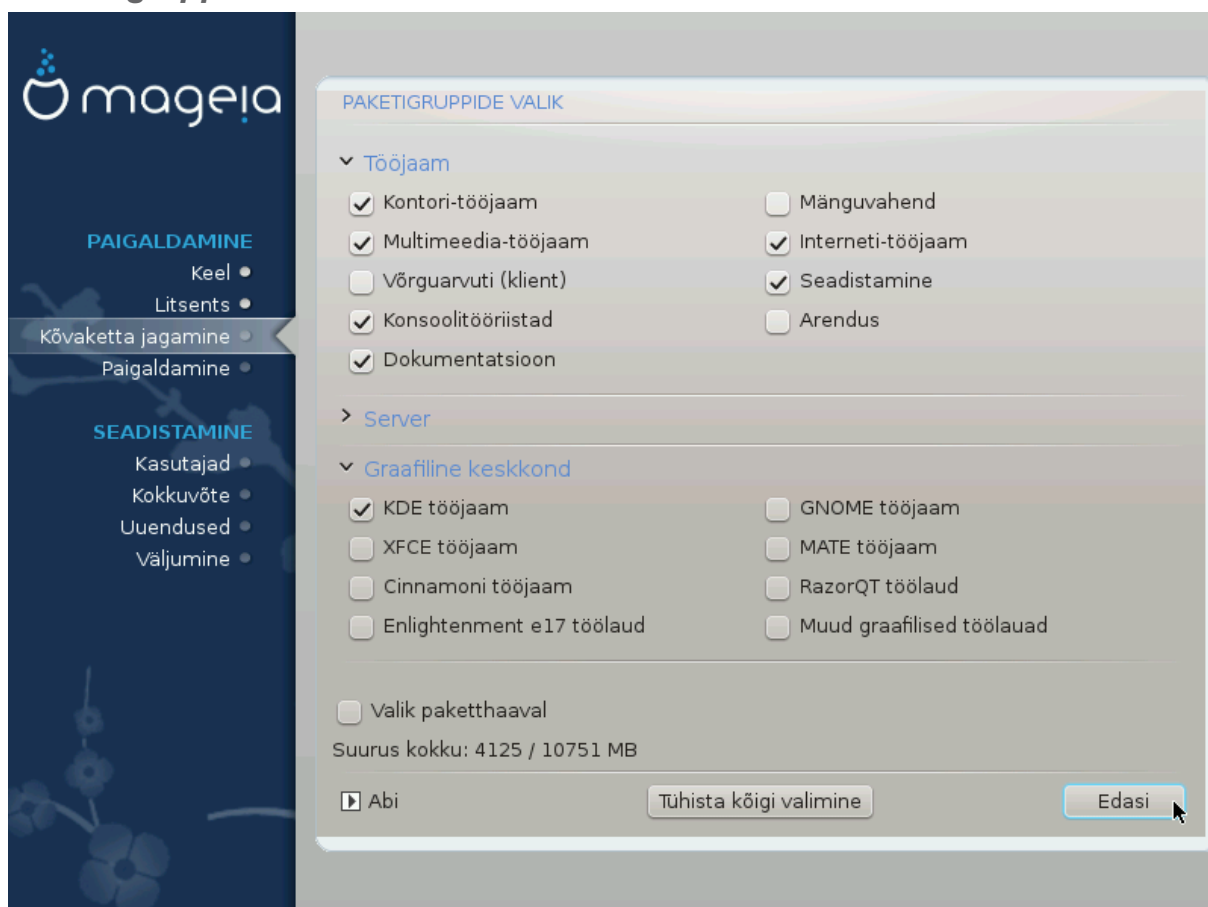 mageia
PAIGALDAMINE
Keel
Litsents
Kõvaketta jagamine
Paigaldamine
SEADISTAMINE
Kasutajad
Kokkuvõte
Uuendused
Väljumine
PAKETIGRUPPIDE VALIK
Tööjaam
Kontori-tööjaam
Mänguvahend
Multimeedia-tööjaam
Interneti-tööjaam
Võrguarvuti (klient)
Seadistamine
Konsoolitööriistad
Arendus
Dokumentatsioon
Server
Graafiline keskkond
KDE tööjaam
GNOME tööjaam
XFCE tööjaam
MATE tööjaam
Cinnamoni tööjaam
RazorQT töölaud
Enlightenment e17 töölaud
Muud graafilised töölauad
Valik paketthaaval
Suurus kokku: 4125 / 10751 MB
Abi
Tühista kõigi valimine
Edasi